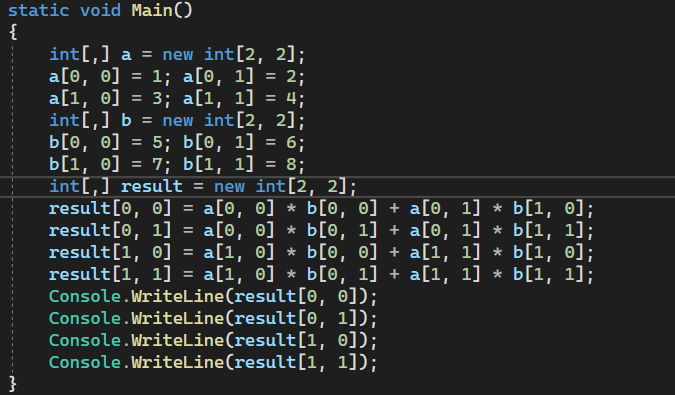 static void Main()
{
int[,] a = new int[2, 2];
a[0, 0] = 1; a[0, 1] = 2;
a[1, 0] = 3; a[1, 1] = 4;
int[,] b = new int[2, 2];
b[0, 0] = 5; b[0, 1] = 6;
b[1, 0] = 7; b[1, 1] = 8;
int[,] result = new int[2, 2];
result[0, 0] = a[0, 0] * b[0, 0] + a[0, 1] * b[1, 0];
result[0, 1] = a[0, 0] * b[0, 1] + a[0, 1] * b[1, 1];
result[1, 0] = a[1, 0] * b[0, 0] + a[1, 1] * b[1, 0];
result[1, 1] = a[1, 0] * b[0, 1] + a[1, 1] * b[1, 1];
Console.WriteLine(result[0, 0]);
Console.WriteLine(result[0, 1]);
Console.WriteLine(result[1, 0]);
Console.WriteLine(result[1, 1]);
}